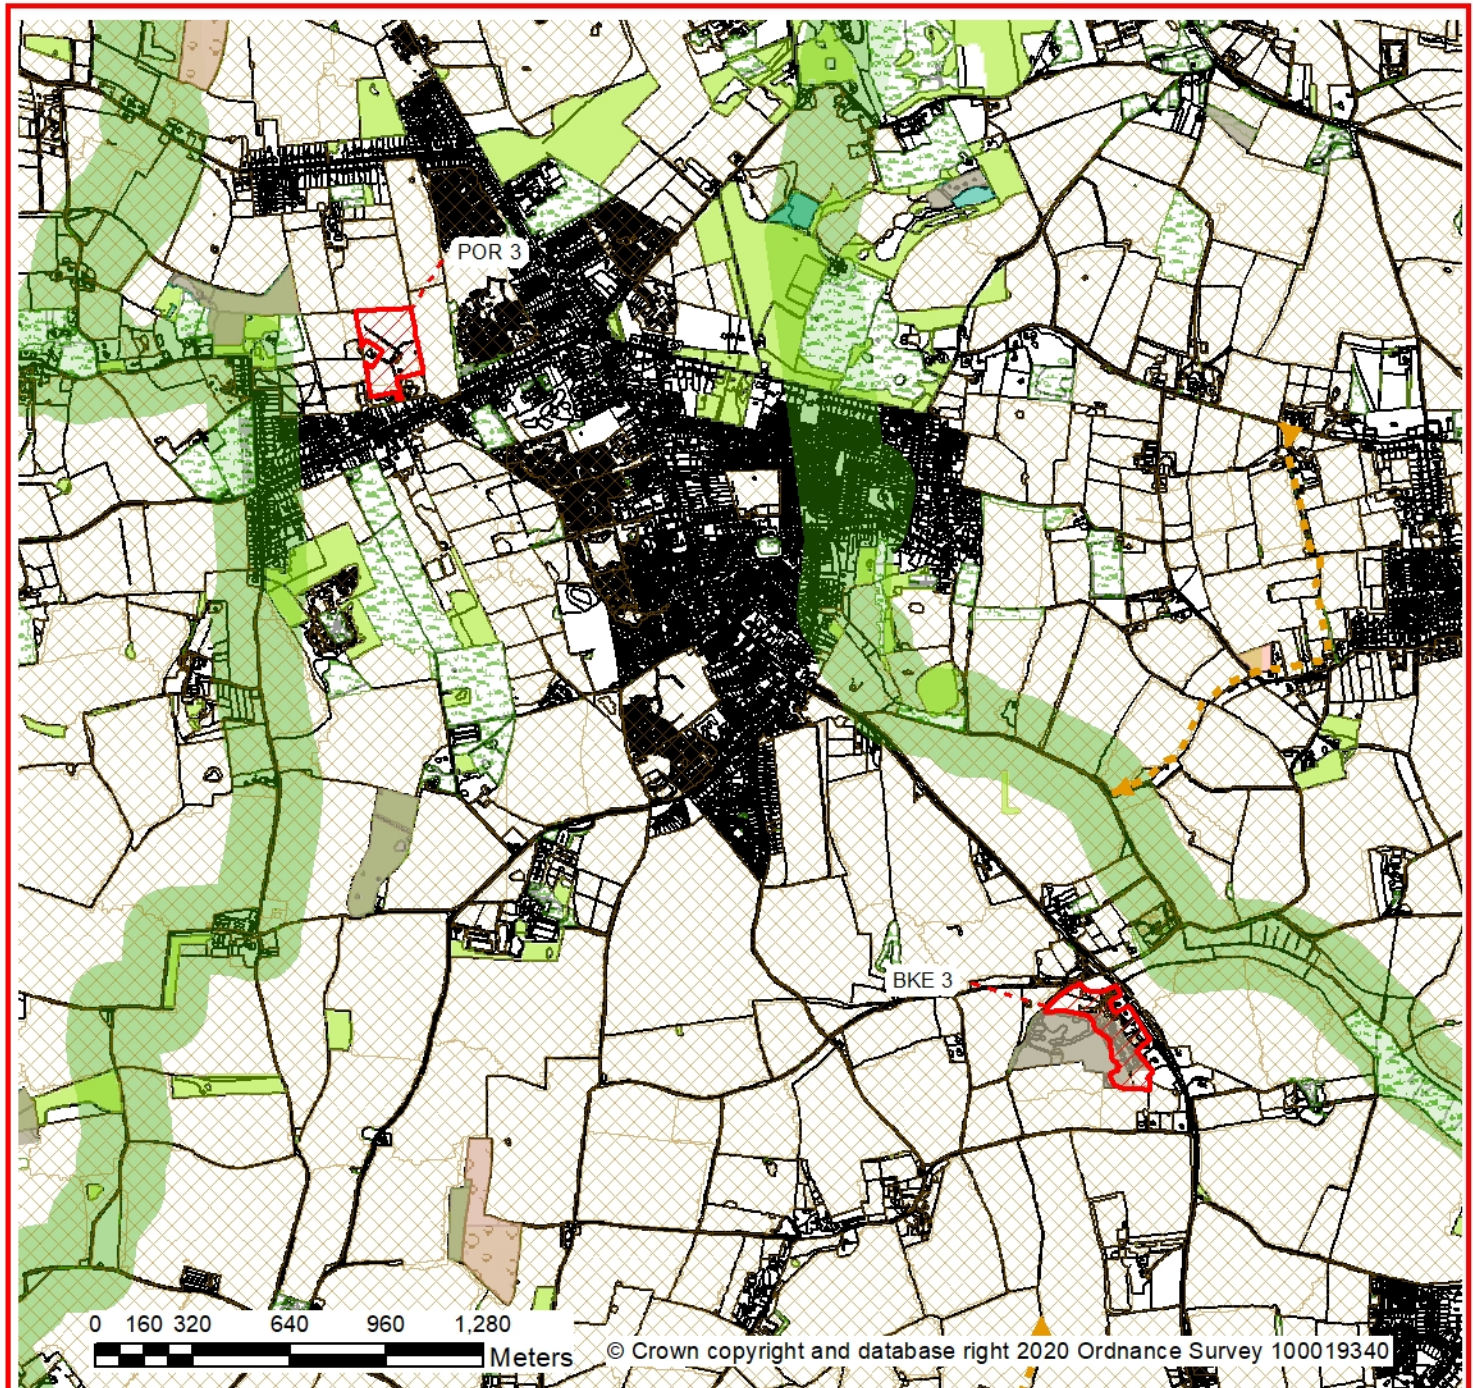 POR 3
BKE 3
0 160 320 640 960 1,280
Meters
© Crown copyright and database right 2020 Ordnance Survey 100019340